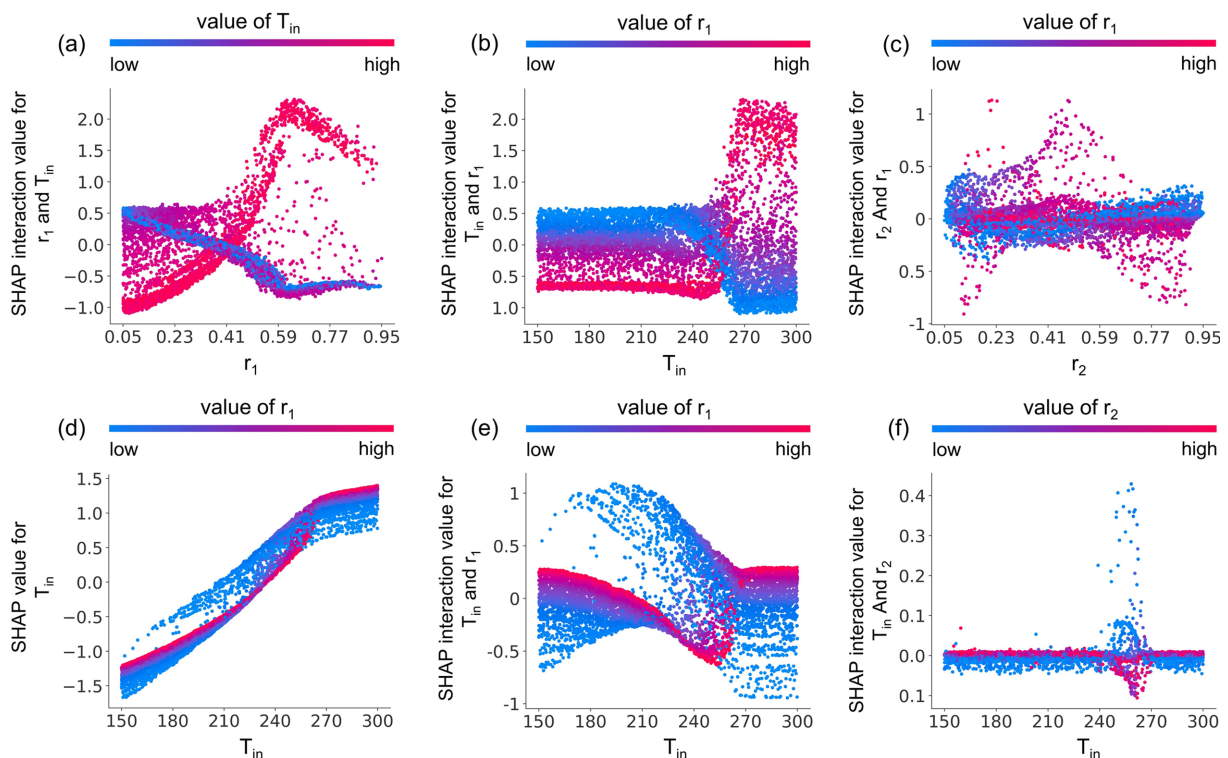 (a)
value of T_in
low high
SHAP interaction value for
r_1 and T_in
2.0
1.5
1.0
0.5
0.0
−0.5
−1.0
0.05 0.23 0.41 0.59 0.77 0.95
r_1
(b)
value of r_1
low high
SHAP interaction value for
T_in and r_1
2.0
1.5
1.0
0.5
0.0
0.5
1.0
150 180 210 240 270 300
T_in
(c)
value of r_1
low high
SHAP interaction value for
r_2 And r_1
1
0.5
0
0.5
-1
0.05 0.23 0.41 0.59 0.77 0.95
r_2
(d)
value of r_1
low high
SHAP value for
T_in
1.5
1.0
0.5
0.0
−0.5
−1.0
−1.5
150 180 210 240 270 300
T_in
(e)
value of r_1
low high
SHAP interaction value for
T_in and r_1
1
0.5
0
-0.5
-1
150 180 210 240 270 300
T_in
(f)
value of r_2
low high
SHAP interaction value for
T_in And r_2
0.4
0.3
0.2
0.1
0.0
0.1
150 180 210 240 270 300
T_in